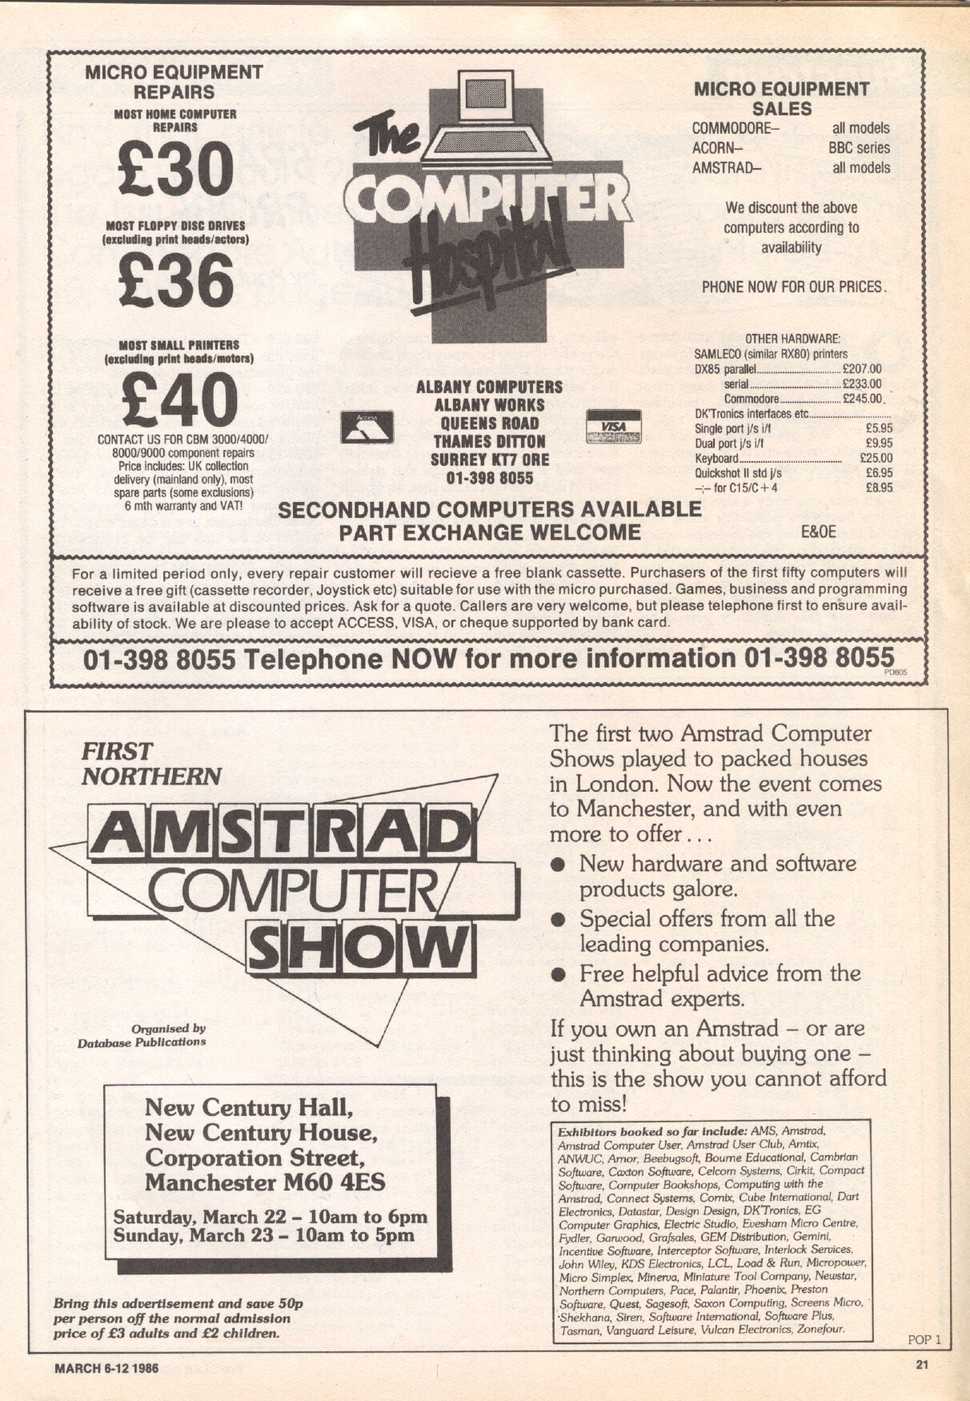 MICRO EQUIPMENT
REPAIRS
MOST HOME COMPUTER
REPAIRS
£30
MOST FLOPPY DISC DRIVES
(excluding print heads/actors)
£36
MOST SMALL PRINTERS
(excluding print heads/motors)
£40
CONTACT US FOR CBM 3000/4000/
8000/9000 component repairs
Price includes: UK collection
delivery (mainland only), most
spare parts (some exclusions)
6 mth warranty and VAT!
The
COMPUTER
Hospital
Access
VISA
ALBANY COMPUTERS
ALBANY WORKS
QUEENS ROAD
THAMES DITTON
SURREY KT7 ORE
01-398 8055
MICRO EQUIPMENT
SALES
COMMODORE– all models
ACORN– BBC series
AMSTRAD– all models
We discount the above
computers according to
availability
PHONE NOW FOR OUR PRICES.
OTHER HARDWARE:
SAMLECO (similar RX80) printers
DX85 parallel...............................£207.00
serial...............................£233.00
Commodore.....................£245.00.
DK'Tronics interfaces etc...........................
Single port j/s i/f £5.95
Dual port j/s i/f £9.95
Keyboard...................................£25.00
Quickshot II std j/s £6.95
–:– for C15/C + 4 £8.95
SECONDHAND COMPUTERS AVAILABLE
PART EXCHANGE WELCOME
E&OE
For a limited period only, every repair customer will recieve a free blank cassette. Purchasers of the first fifty computers will
receive a free gift (cassette recorder, Joystick etc) suitable for use with the micro purchased. Games, business and programming
software is available at discounted prices. Ask for a quote. Callers are very welcome, but please telephone first to ensure avail-
ability of stock. We are please to accept ACCESS, VISA, or cheque supported by bank card.
01-398 8055 Telephone NOW for more information 01-398 8055
PD805
FIRST
NORTHERN
AMSTRAD
COMPUTER
SHOW
Organised by
Database Publications
New Century Hall,
New Century House,
Corporation Street,
Manchester M60 4ES
Saturday, March 22 – 10am to 6pm
Sunday, March 23 – 10am to 5pm
Bring this advertisement and save 50p
per person off the normal admission
price of £3 adults and £2 children.
The first two Amstrad Computer
Shows played to packed houses
in London. Now the event comes
to Manchester, and with even
more to offer...
● New hardware and software
products galore.
● Special offers from all the
leading companies.
● Free helpful advice from the
Amstrad experts.
If you own an Amstrad – or are
just thinking about buying one –
this is the show you cannot afford
to miss!
Exhibitors booked so far include: AMS, Amstrad,
Amstrad Computer User, Amstrad User Club, Amtix,
ANWUC, Amor, Beebugsoft, Bourne Educational, Cambrian
Software, Caxton Software, Celcom Systems, Cirkit, Compact
Software, Computer Bookshops, Computing with the
Amstrad, Connect Systems, Comix, Cube International, Dart
Electronics, Datastar, Design Design, DK'Tronics, EG
Computer Graphics, Electric Studio, Evesham Micro Centre,
Fydler, Garwood, Grafsales, GEM Distribution, Gemini,
Incentive Software, Interceptor Software, Interlock Services,
John Wiley, KDS Electronics, LCL, Load & Run, Micropower,
Micro Simplex, Minerva, Miniature Tool Company, Newstar,
Northern Computers, Pace, Palantir, Phoenix, Preston
Software, Quest, Sagesoft, Saxon Computing, Screens Micro,
Shekhana, Siren, Software International, Software Plus,
Tasman, Vanguard Leisure, Vulcan Electronics, Zonefour.
POP 1
MARCH 6-12 1986
21